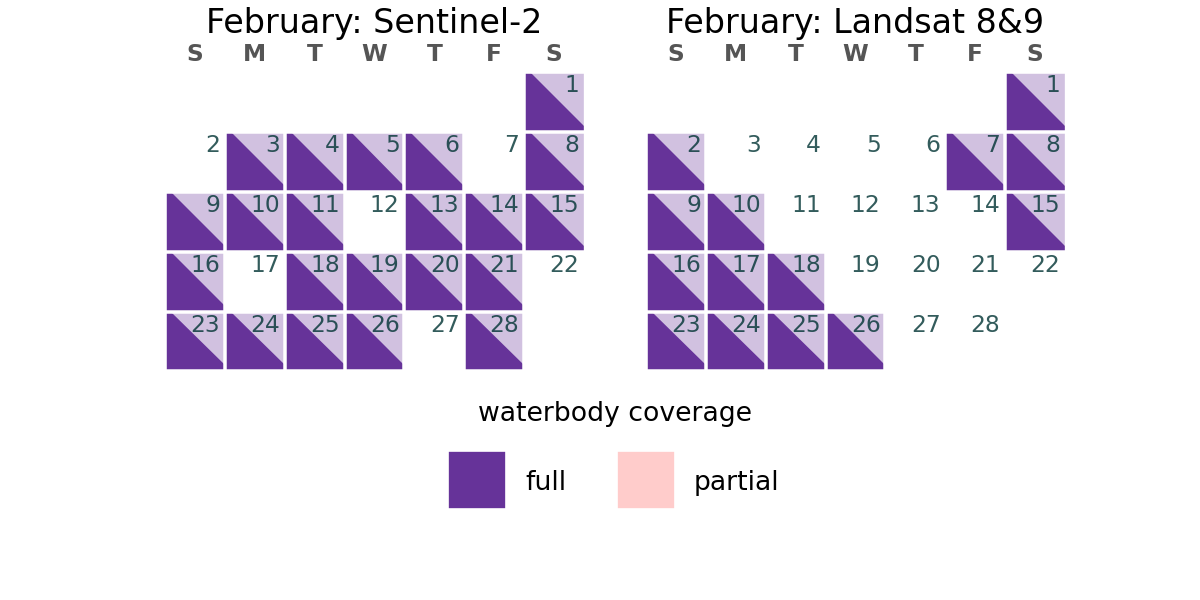 February: Sentinel-2
S M T W T F S
1
2 3 4 5 6 7 8
9 10 11 12 13 14 15
16 17 18 19 20 21 22
23 24 25 26 27 28
February: Landsat 8&9
S M T W T F S
1
2 3 4 5 6 7 8
9 10 11 12 13 14 15
16 17 18 19 20 21 22
23 24 25 26 27 28
waterbody coverage
full partial